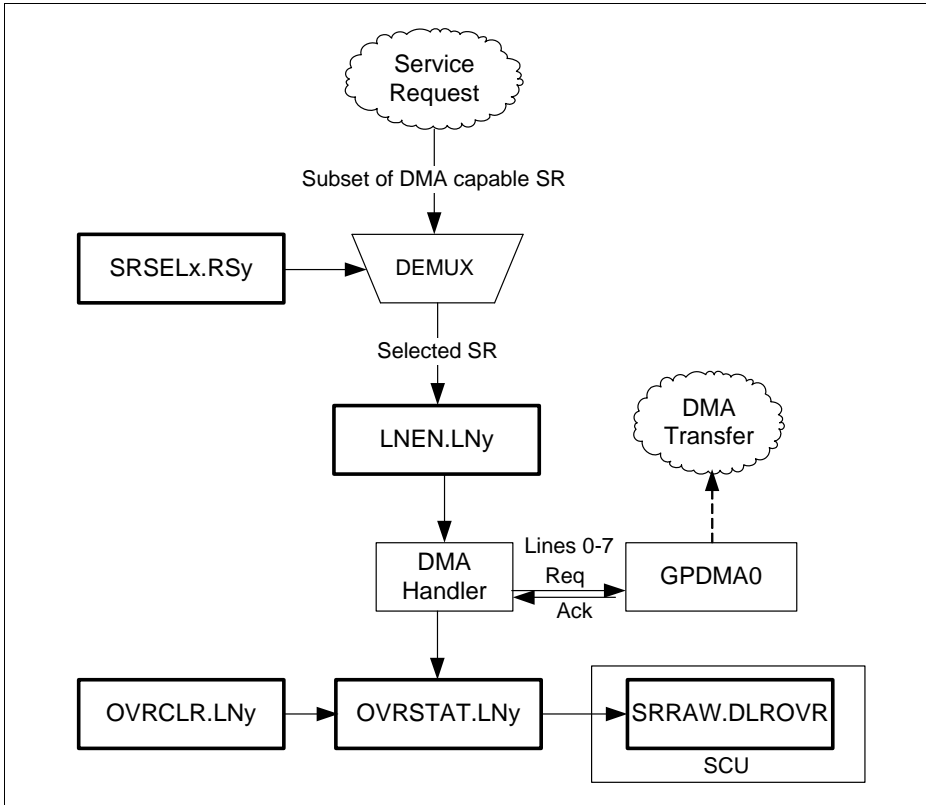 Service
Request
Subset of DMA capable SR
SRSELx.RSy
DEMUX
Selected SR
LNEN.LNy
DMA
Transfer
DMA
Handler
Lines 0-7
Req
Ack
GPDMA0
OVRCLR.LNy
OVRSTAT.LNy
SRRAW.DLROVR
SCU